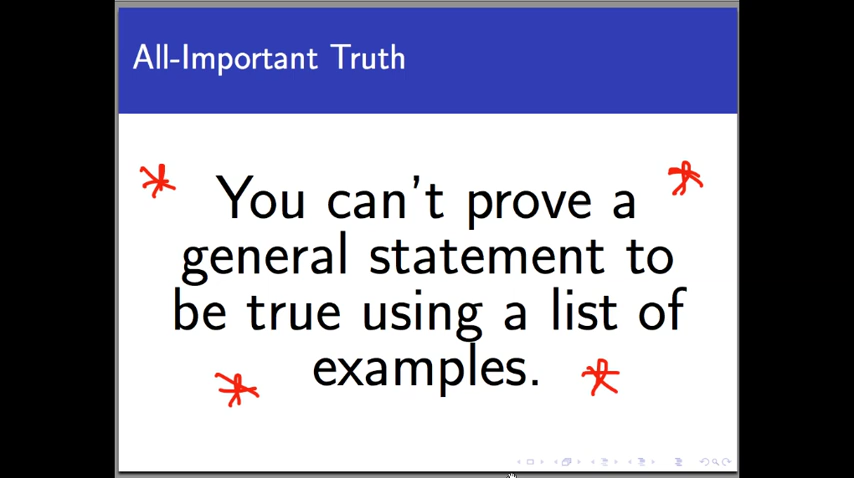 All-Important Truth
You can't prove a
general statement to
be true using a list of
examples.